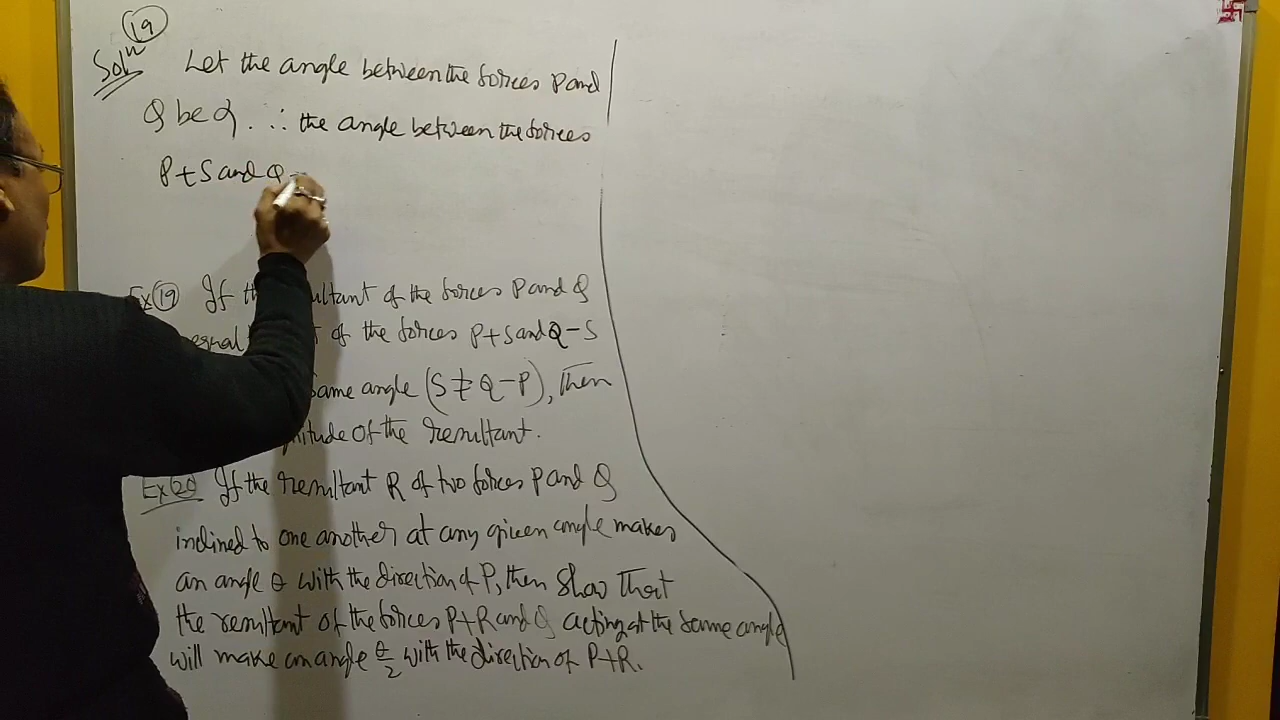 19
Solⁿ Let the angle between the forces P and
Q be α. ∴ the angle between the forces
P+S and Q -
Ex 19 If the resultant of the forces P and Q
equal of the forces P+S and Q-S
same angle (S ≠ Q-P), then
of the resultant.
Ex 20 If the resultant R of two forces P and Q
inclined to one another at any given angle makes
an angle θ with the direction of P, then show that
the resultant of the forces P+R and Q acting at the same angle
will make an angle θ/2 with the direction of P+R.